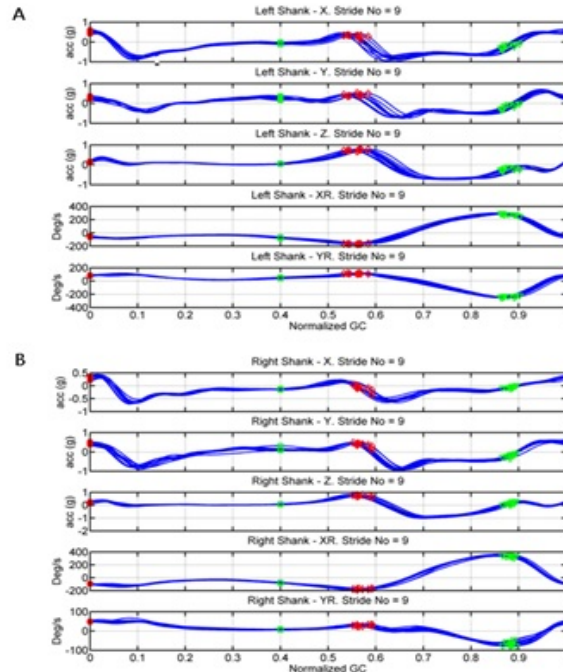 A
Left Shank - X. Stride No = 9
acc (g)
1
0
-1
Left Shank - Y. Stride No = 9
acc (g)
1
0
-1
Left Shank - Z. Stride No = 9
acc (g)
1
0
-1
Left Shank - XR. Stride No = 9
Deg/s
400
200
0
-200
Left Shank - YR. Stride No = 9
Deg/s
200
0
-200
-400
0 0.1 0.2 0.3 0.4 0.5 0.6 0.7 0.8 0.9
Normalized GC
B
Right Shank - X. Stride No = 9
acc (g)
0.5
0
-0.5
-1
Right Shank - Y. Stride No = 9
acc (g)
1
0
-1
Right Shank - Z. Stride No = 9
acc (g)
1
0
-1
-2
Right Shank - XR. Stride No = 9
Deg/s
400
200
0
-200
Right Shank - YR. Stride No = 9
Deg/s
100
0
-100
0 0.1 0.2 0.3 0.4 0.5 0.6 0.7 0.8 0.9
Normalized GC